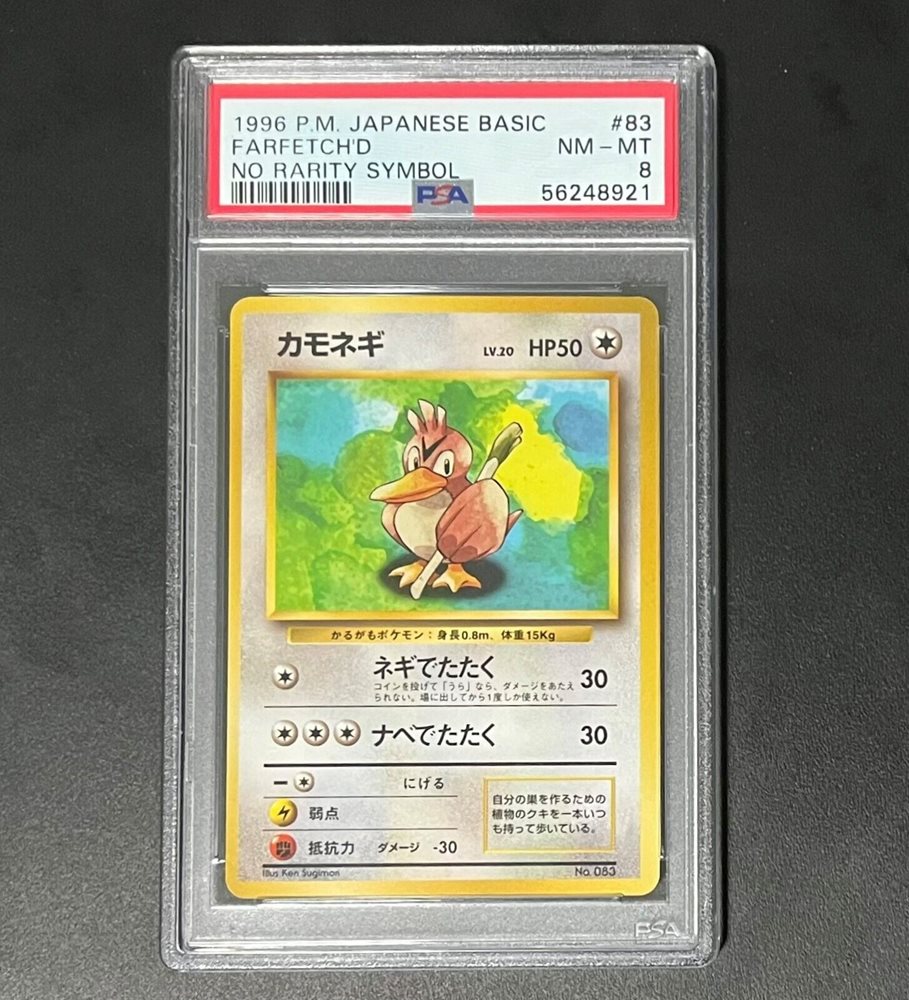 1996 P.M. JAPANESE BASIC #83
FARFETCH'D NM - MT
NO RARITY SYMBOL 8
PSA 56248921
カモネギ LV.20 HP50
かるがもポケモン：身長0.8m、体重15Kg
ネギでたたく 30
コインを投げて「うら」なら、ダメージをあたえ
られない。場に出してから1度しか使えない。
ナベでたたく 30
にげる
弱点
抵抗力 ダメージ -30
自分の巣を作るための
植物のクキを一本いつ
も持って歩いている。
Illus Ken Sugimori No. 083
PSA